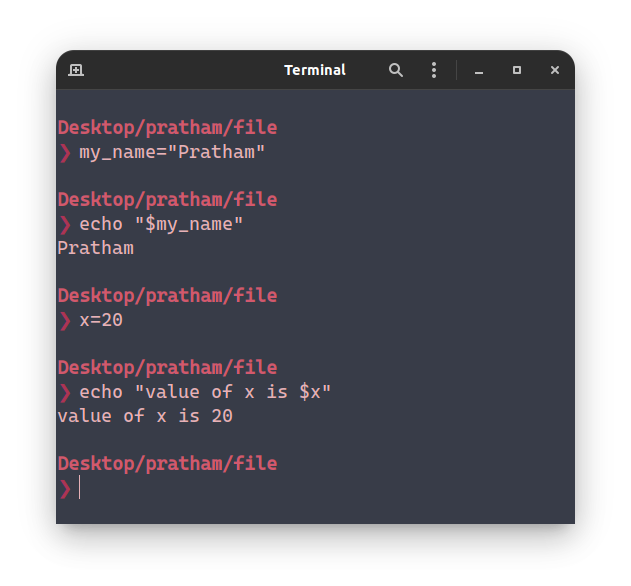 Terminal
Desktop/pratham/file
❯ my_name="Pratham"
Desktop/pratham/file
❯ echo "$my_name"
Pratham
Desktop/pratham/file
❯ x=20
Desktop/pratham/file
❯ echo "value of x is $x"
value of x is 20
Desktop/pratham/file
❯